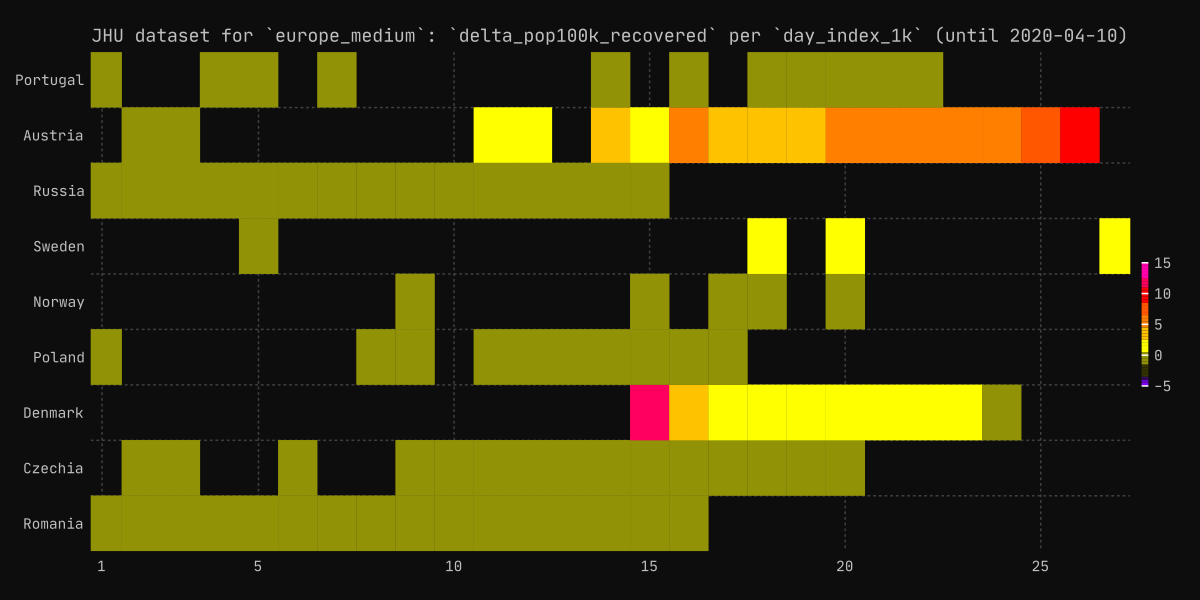 JHU dataset for `europe_medium`: `delta_pop100k_recovered` per `day_index_1k` (until 2020-04-10)
Portugal
Austria
Russia
Sweden
Norway
Poland
Denmark
Czechia
Romania
1 5 10 15 20 25
15
10
5
0
-5